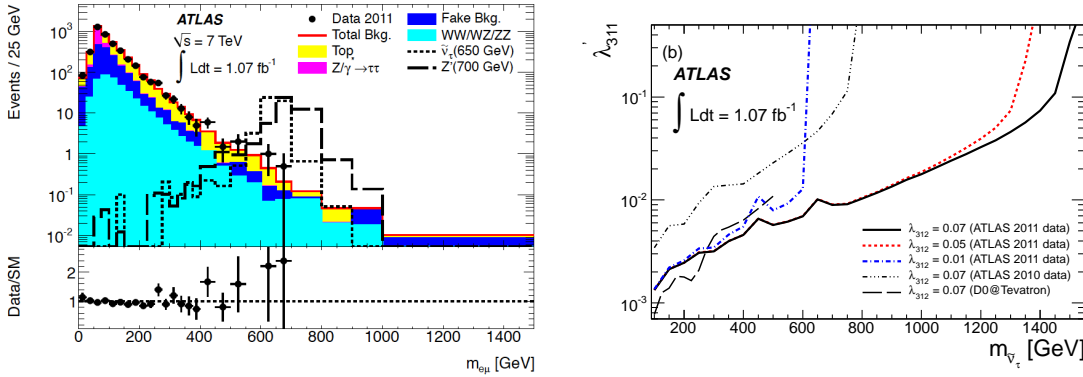 ATLAS
√s = 7 TeV
∫ Ldt = 1.07 fb⁻¹
Data 2011
Total Bkg.
Top
Z/γ*→ττ
Fake Bkg.
WW/WZ/ZZ
ν̃τ(650 GeV)
Z'(700 GeV)
Events / 25 GeV
10³
10²
10
1
10⁻¹
10⁻²
Data/SM
2
1
0 200 400 600 800 1000 1200 1400
m_eμ [GeV]
(b)
ATLAS
∫ Ldt = 1.07 fb⁻¹
λ'₃₁₁
10⁻¹
10⁻²
10⁻³
λ₃₁₂ = 0.07 (ATLAS 2011 data)
λ₃₁₂ = 0.05 (ATLAS 2011 data)
λ₃₁₂ = 0.01 (ATLAS 2011 data)
λ₃₁₂ = 0.07 (ATLAS 2010 data)
λ₃₁₂ = 0.07 (D0@Tevatron)
200 400 600 800 1000 1200 1400
m_ν̃τ [GeV]